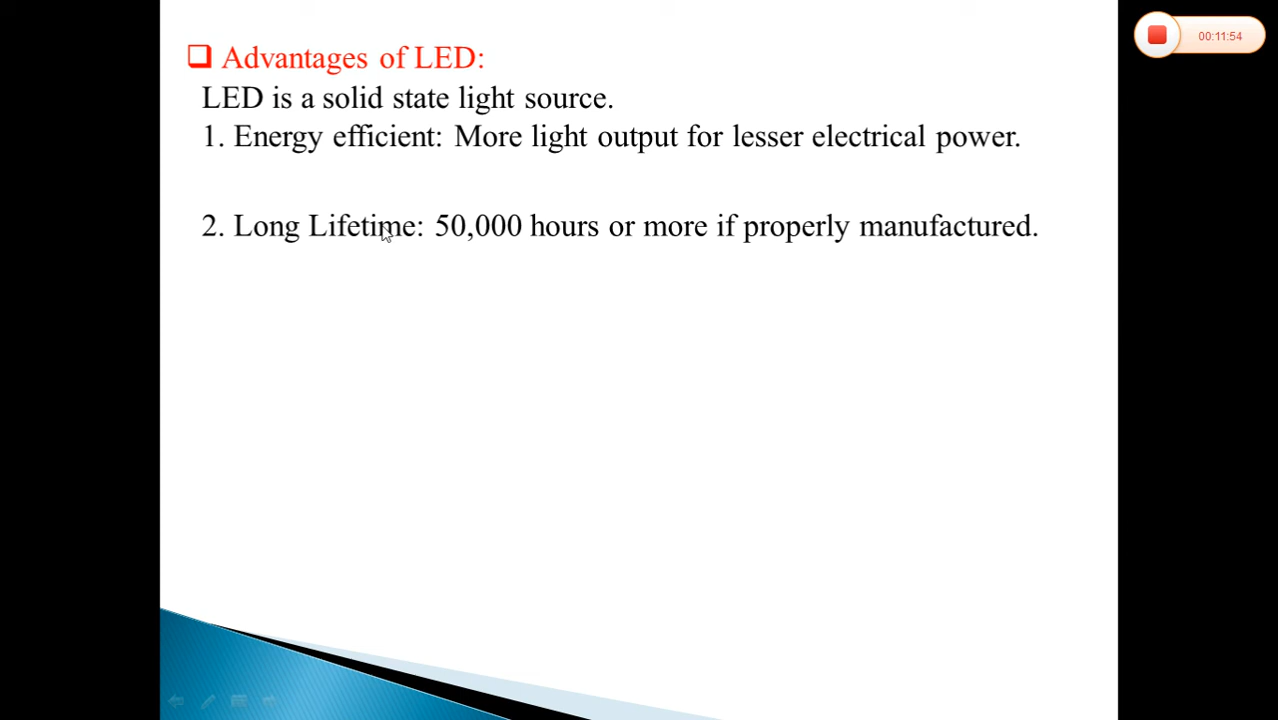 00:11:54
Advantages of LED:
LED is a solid state light source.
1. Energy efficient: More light output for lesser electrical power.
2. Long Lifetime: 50,000 hours or more if properly manufactured.